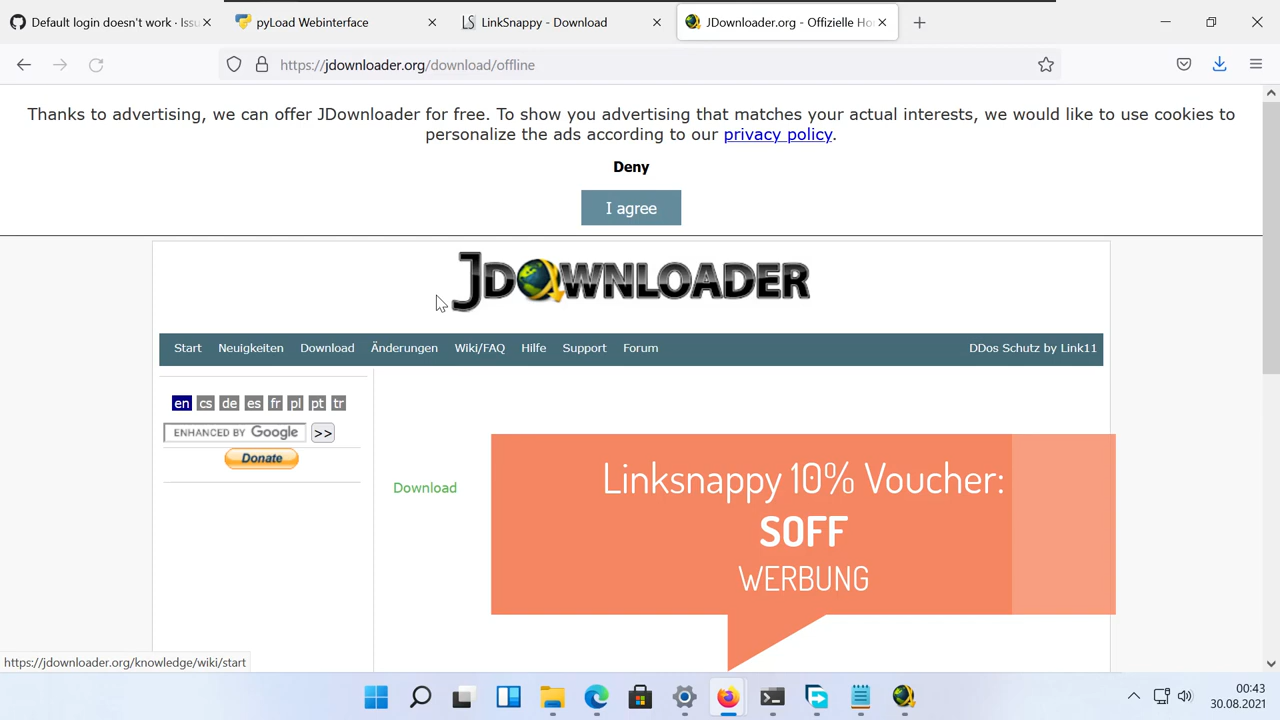 Default login doesn't work · Issu
pyLoad Webinterface
LinkSnappy - Download
JDownloader.org - Offizielle Ho
https://jdownloader.org/download/offline
Thanks to advertising, we can offer JDownloader for free. To show you advertising that matches your actual interests, we would like to use cookies to
personalize the ads according to our privacy policy.
Deny
I agree
JDOWNLOADER
Start Neuigkeiten Download Änderungen Wiki/FAQ Hilfe Support Forum DDos Schutz by Link11
en cs de es fr pl pt tr
ENHANCED BY Google >>
Donate
Download
Linksnappy 10% Voucher:
SOFF
WERBUNG
https://jdownloader.org/knowledge/wiki/start
00:43
30.08.2021